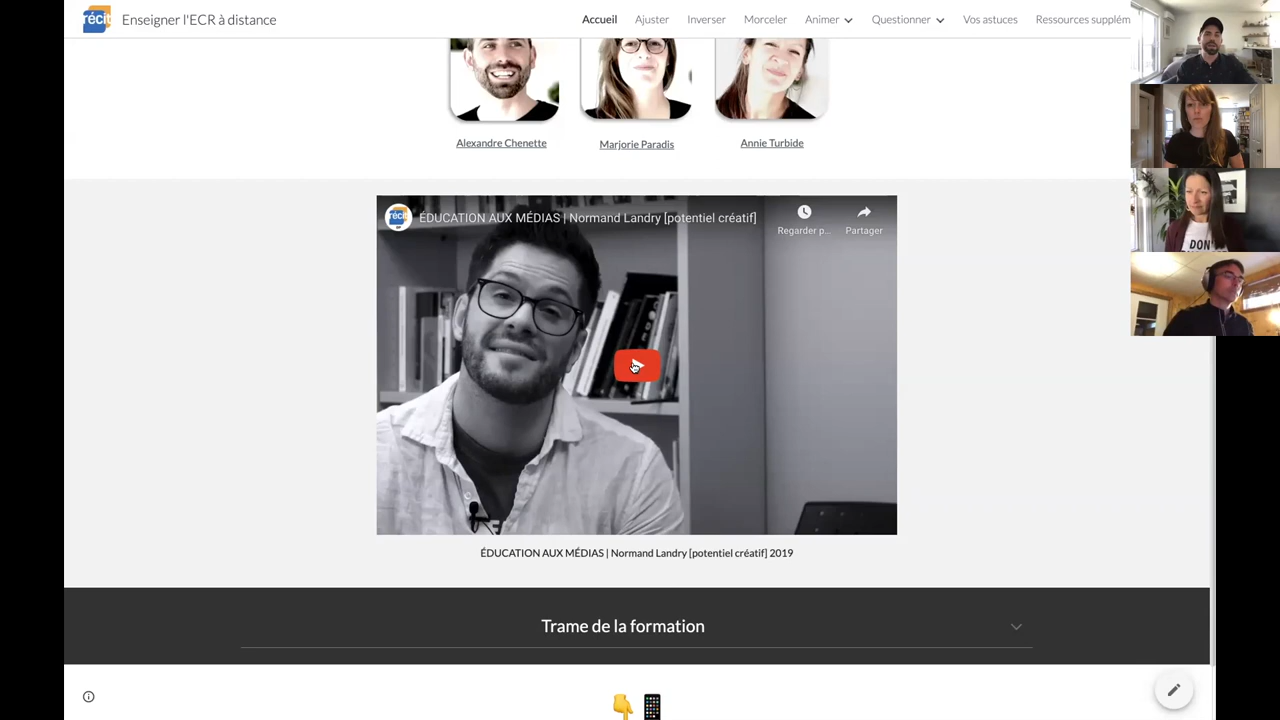 récit
Enseigner l'ECR à distance
Accueil
Ajuster
Inverser
Morceler
Animer
Questionner
Vos astuces
Ressources supplém
Alexandre Chenette
Marjorie Paradis
Annie Turbide
récit
ÉDUCATION AUX MÉDIAS | Normand Landry [potentiel créatif]
Regarder p...
Partager
DON'T
ÉDUCATION AUX MÉDIAS | Normand Landry [potentiel créatif] 2019
Trame de la formation